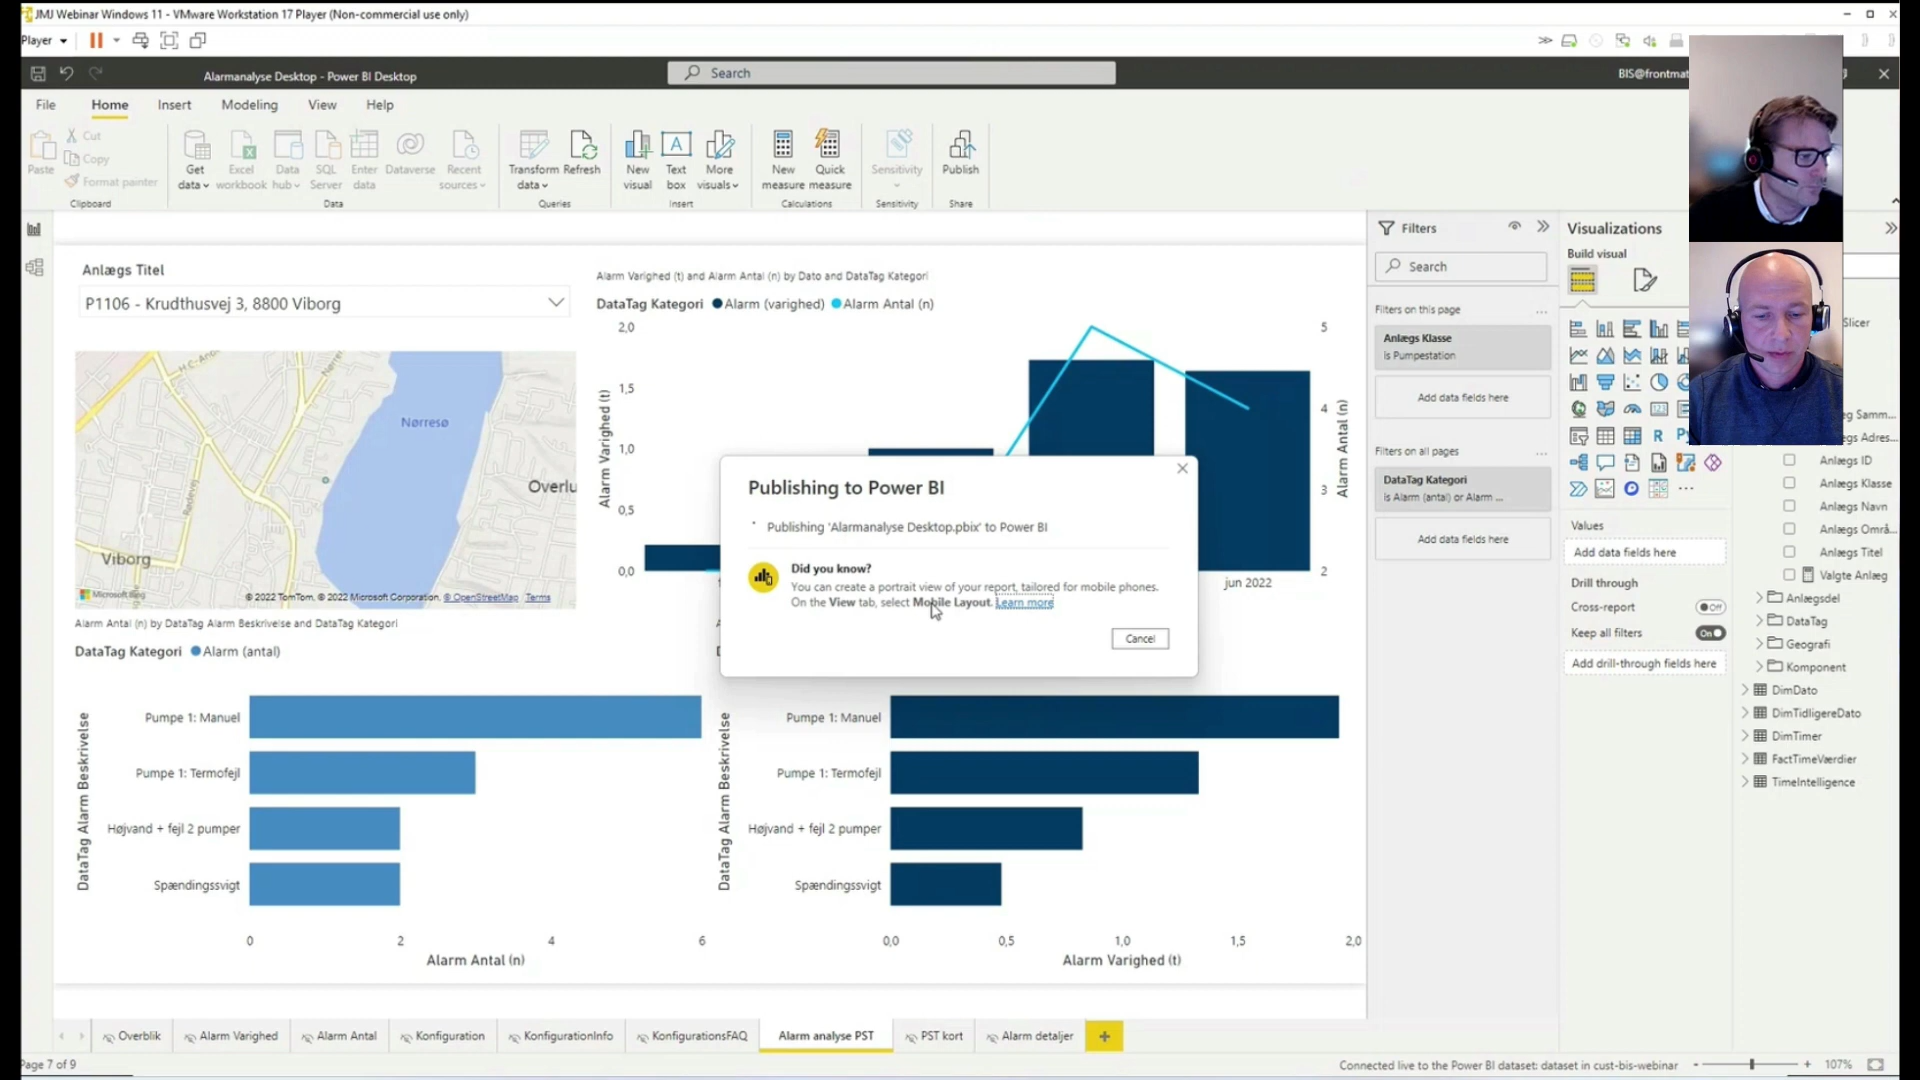 JMJ Webinar Windows 11 - VMware Workstation 17 Player (Non-commercial use only)
Player
Alarmanalyse Desktop - Power BI Desktop
Search
BIS@frontmat
File Home Insert Modeling View Help
Paste
Cut
Copy
Format painter
Clipboard
Get data
Excel workbook
Data hub
SQL Server
Enter data
Dataverse
Recent sources
Data
Transform data
Refresh
Queries
New visual
Text box
More visuals
Insert
New measure
Quick measure
Calculations
Sensitivity
Sensitivity
Publish
Share
Anlægs Titel
P1106 - Krudthusvej 3, 8800 Viborg
Nørresø
Overlu
Viborg
Rødevej
Microsoft Bing
© 2022 TomTom, © 2022 Microsoft Corporation, © OpenStreetMap Terms
Alarm Varighed (t) and Alarm Antal (n) by Dato and DataTag Kategori
DataTag Kategori Alarm (varighed) Alarm Antal (n)
Alarm Varighed (t)
2,0
1,5
1,0
0,5
0,0
5
4
3
2
Alarm Antal (n)
jun 2022
Publishing to Power BI
Publishing 'Alarmanalyse Desktop.pbix' to Power BI
Did you know?
You can create a portrait view of your report, tailored for mobile phones.
On the View tab, select Mobile Layout. Learn more
Cancel
Alarm Antal (n) by DataTag Alarm Beskrivelse and DataTag Kategori
DataTag Kategori Alarm (antal)
DataTag Alarm Beskrivelse
Pumpe 1: Manuel
Pumpe 1: Termofejl
Højvand + fejl 2 pumper
Spændingssvigt
0 2 4 6
Alarm Antal (n)
DataTag Alarm Beskrivelse
Pumpe 1: Manuel
Pumpe 1: Termofejl
Højvand + fejl 2 pumper
Spændingssvigt
0,0 0,5 1,0 1,5 2,0
Alarm Varighed (t)
Filters
Search
Filters on this page
Anlægs Klasse
is Pumpestation
Add data fields here
Filters on all pages
DataTag Kategori
is Alarm (antal) or Alarm ...
Add data fields here
Visualizations
Build visual
Values
Add data fields here
Drill through
Cross-report Off
Keep all filters On
Add drill-through fields here
Slicer
Anlægs ID
Anlægs Klasse
Anlægs Navn
Anlægs Områ...
Anlægs Titel
Valgte Anlæg
Anlægsdel
DataTag
Geografi
Komponent
DimDato
DimTidligereDato
DimTimer
FactTimeVærdier
TimeIntelligence
Overblik Alarm Varighed Alarm Antal Konfiguration KonfigurationInfo KonfigurationsFAQ Alarm analyse PST PST kort Alarm detaljer
Page 7 of 9
Connected live to the Power BI dataset: dataset in cust-bis-webinar
107%